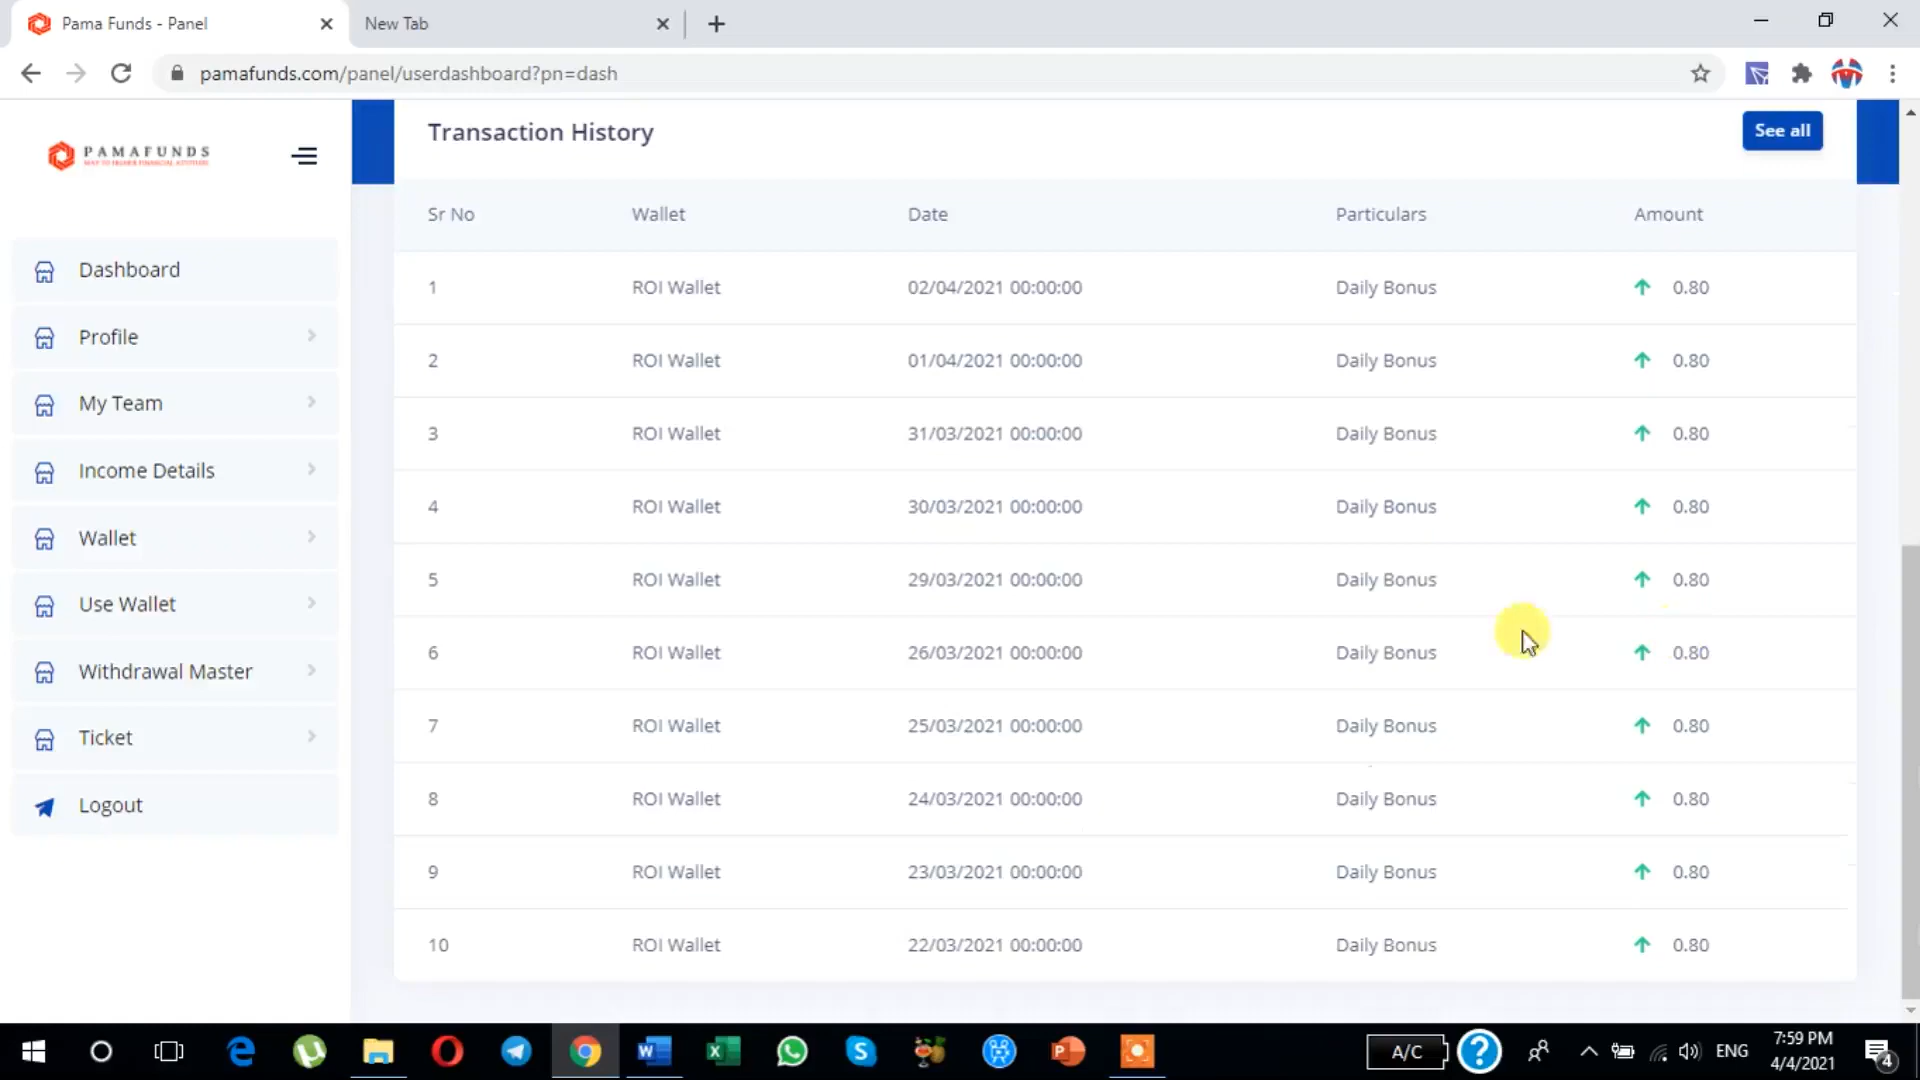 Pama Funds - Panel
New Tab
pamafunds.com/panel/userdashboard?pn=dash
PAMAFUNDS
Transaction History
See all
Sr No Wallet Date Particulars Amount
1 ROI Wallet 02/04/2021 00:00:00 Daily Bonus 0.80
2 ROI Wallet 01/04/2021 00:00:00 Daily Bonus 0.80
3 ROI Wallet 31/03/2021 00:00:00 Daily Bonus 0.80
4 ROI Wallet 30/03/2021 00:00:00 Daily Bonus 0.80
5 ROI Wallet 29/03/2021 00:00:00 Daily Bonus 0.80
6 ROI Wallet 26/03/2021 00:00:00 Daily Bonus 0.80
7 ROI Wallet 25/03/2021 00:00:00 Daily Bonus 0.80
8 ROI Wallet 24/03/2021 00:00:00 Daily Bonus 0.80
9 ROI Wallet 23/03/2021 00:00:00 Daily Bonus 0.80
10 ROI Wallet 22/03/2021 00:00:00 Daily Bonus 0.80
Dashboard
Profile
My Team
Income Details
Wallet
Use Wallet
Withdrawal Master
Ticket
Logout
A/C
ENG
7:59 PM
4/4/2021
4